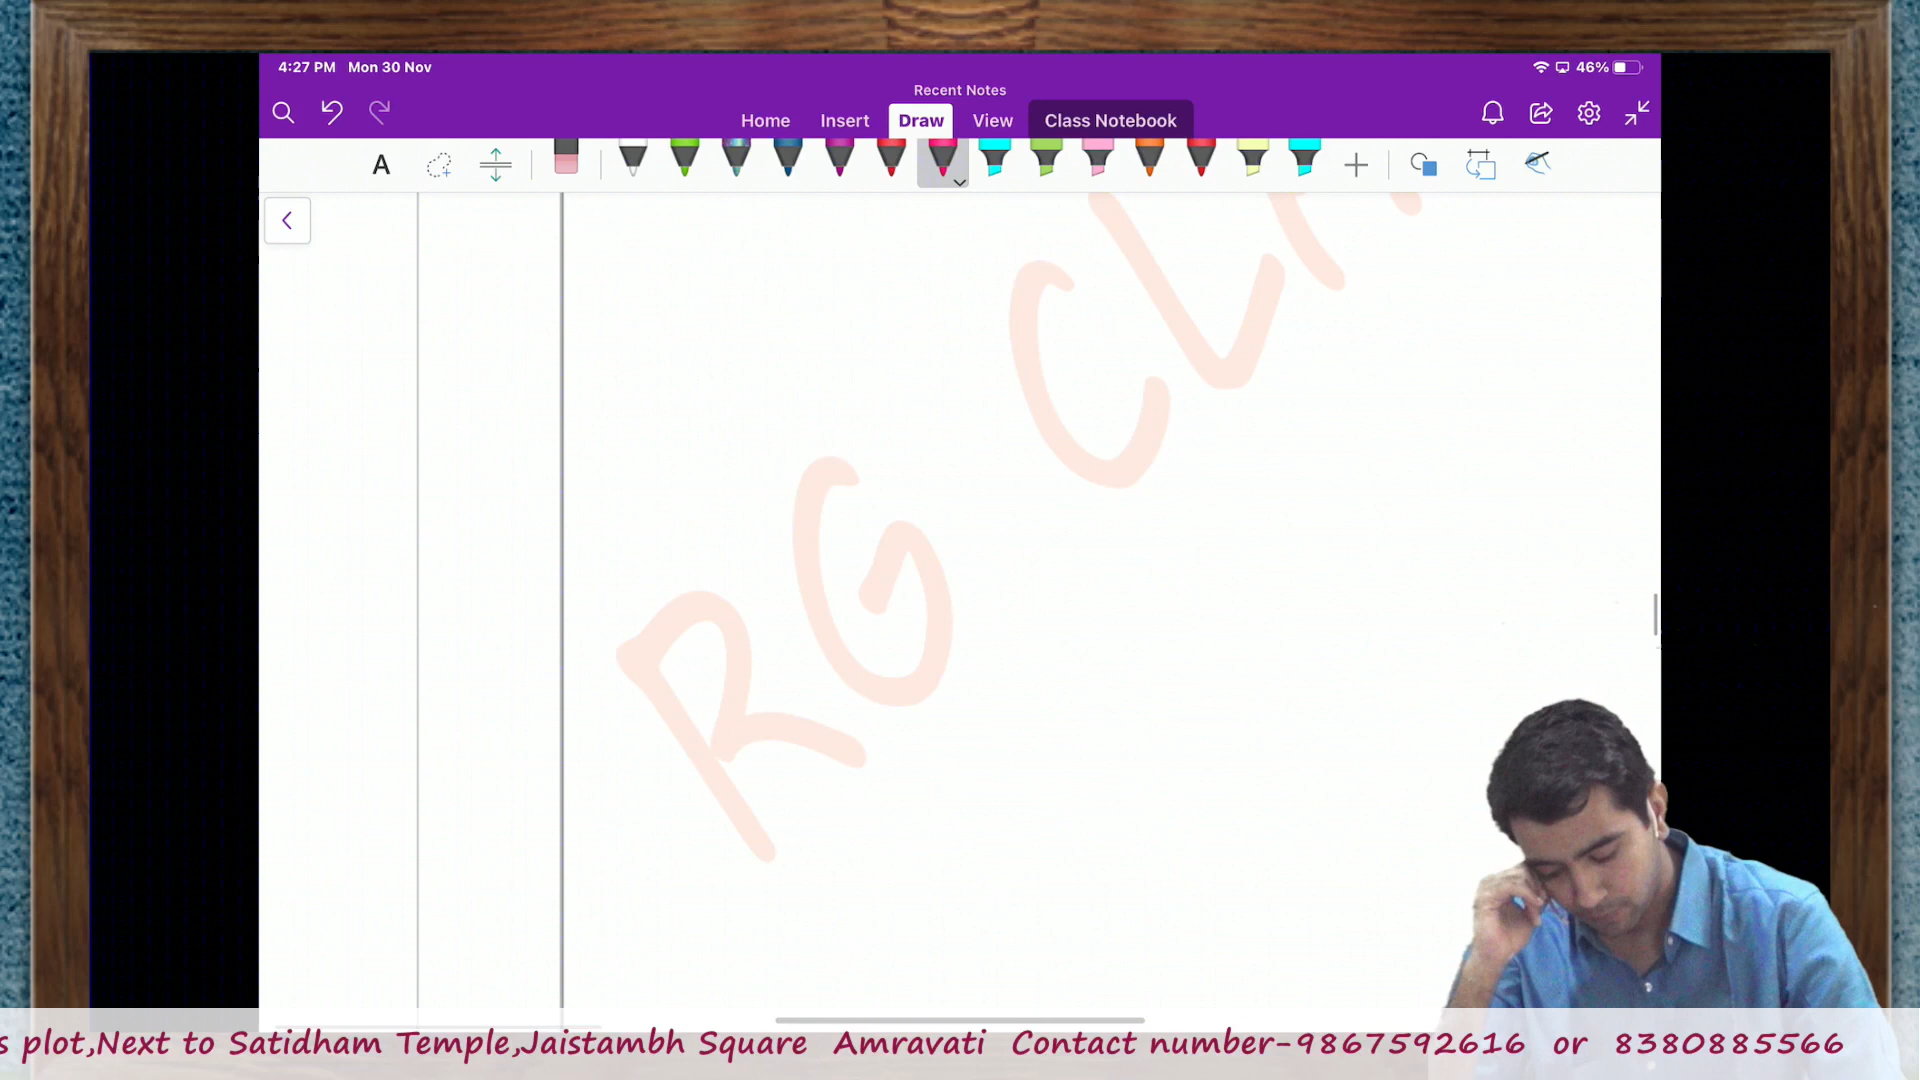 4:27 PM Mon 30 Nov
46%
Recent Notes
Home Insert Draw View Class Notebook
A
RG CLA
s plot,Next to Satidham Temple,Jaistambh Square Amravati Contact number-9867592616 or 8380885566